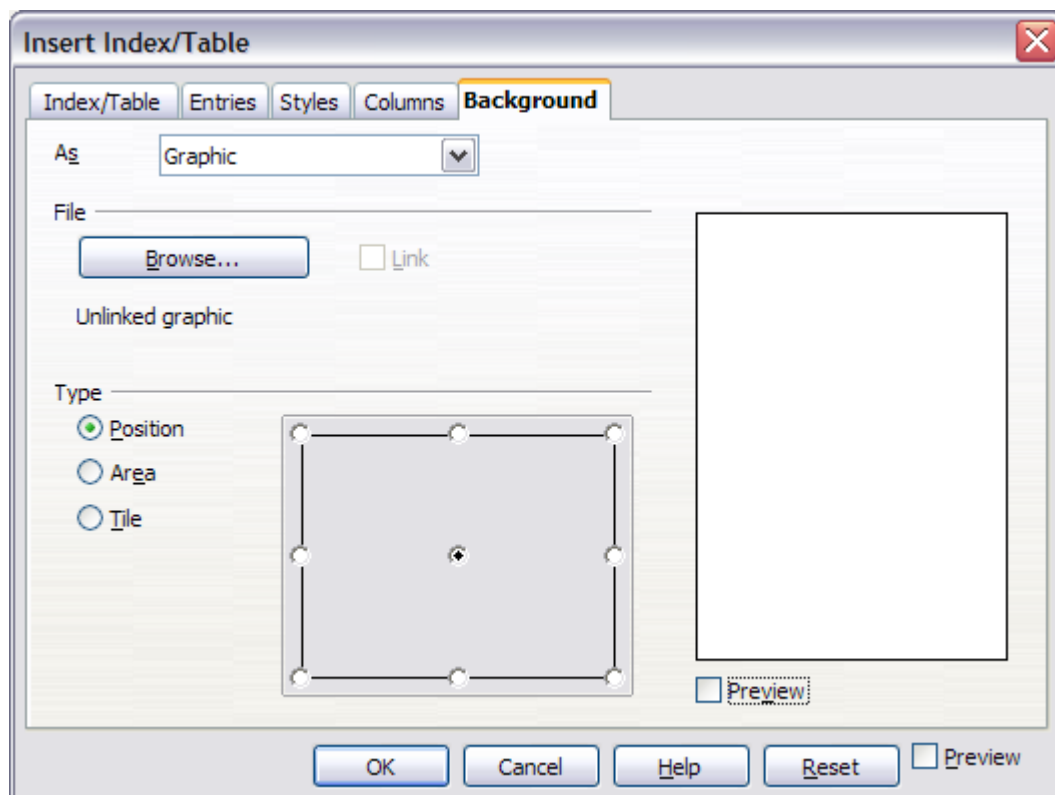 Insert Index/Table
Index/Table Entries Styles Columns Background
As Graphic
File
Browse... Link
Unlinked graphic
Type
Position
Area
Tile
Preview
OK Cancel Help Reset Preview